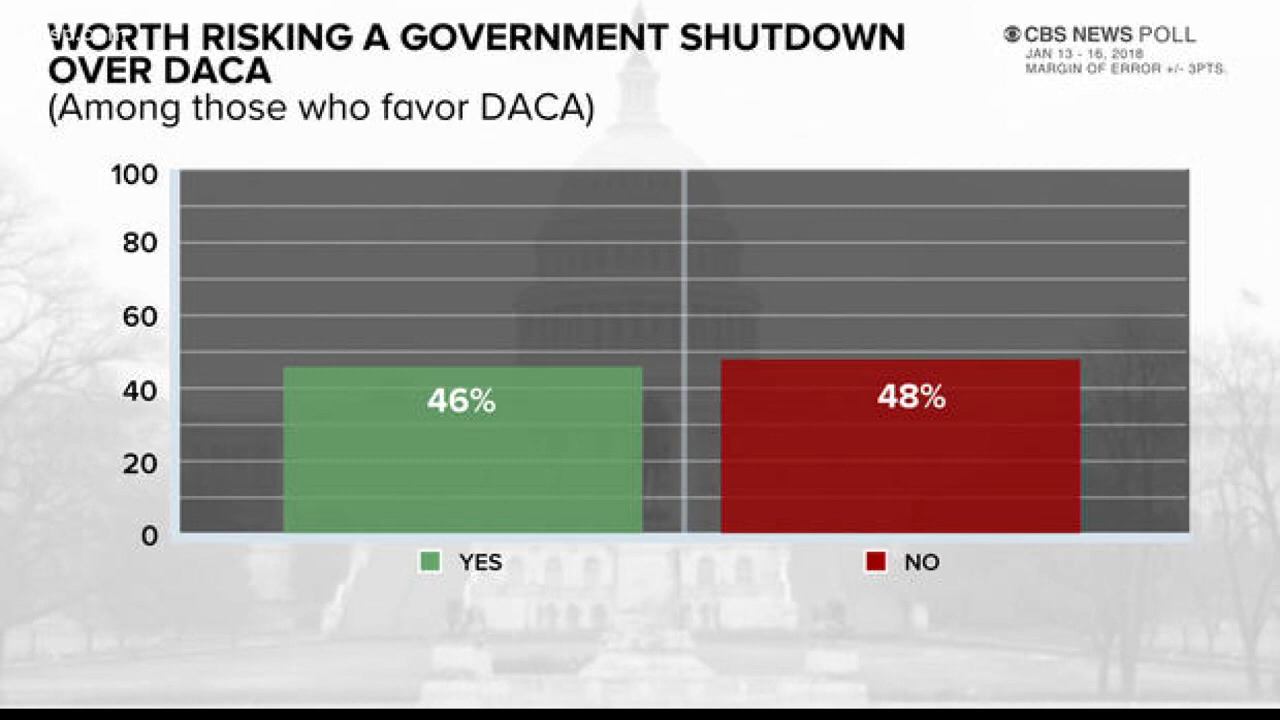 WORTH RISKING A GOVERNMENT SHUTDOWN
OVER DACA
(Among those who favor DACA)
CBS NEWS POLL
JAN 13 - 16, 2018
MARGIN OF ERROR +/- 3PTS.
100
80
60
40
20
0
46%
48%
YES
NO